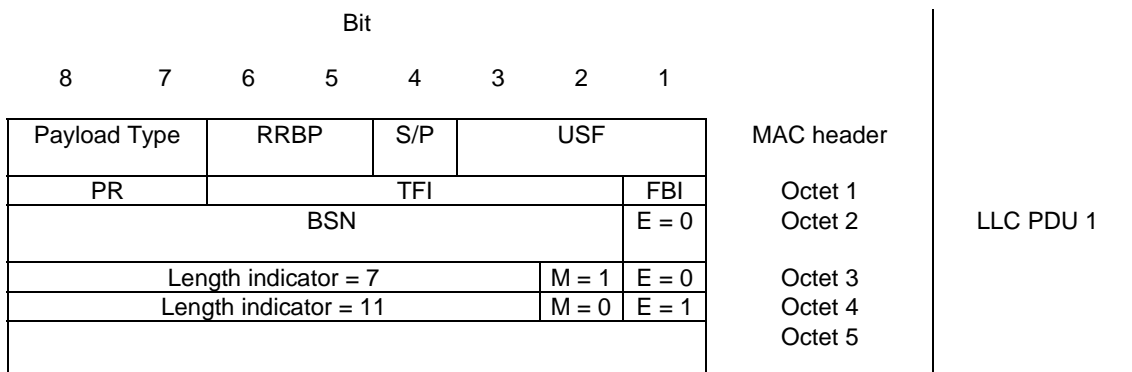 Bit
8 7 6 5 4 3 2 1
Payload Type RRBP S/P USF MAC header
PR TFI FBI Octet 1
BSN E = 0 Octet 2 LLC PDU 1
Length indicator = 7 M = 1 E = 0 Octet 3
Length indicator = 11 M = 0 E = 1 Octet 4
Octet 5